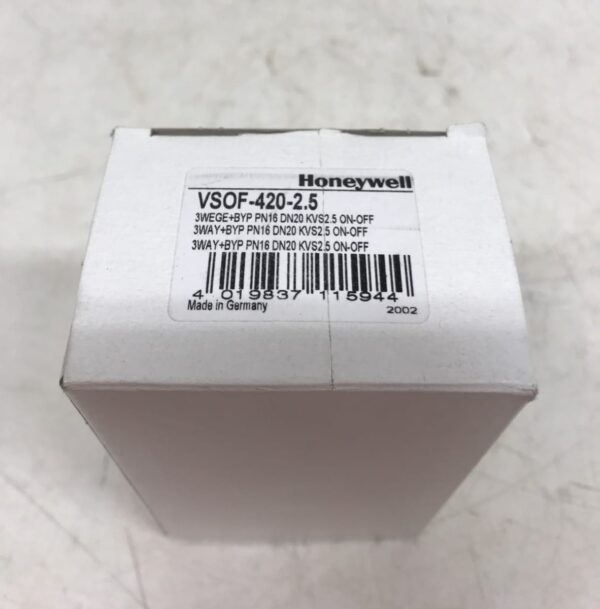 Honeywell
VSOF-420-2.5
3WEGE+BYP PN16 DN20 KVS2.5 ON-OFF
3WAY+BYP PN16 DN20 KVS2.5 ON-OFF
3WAY+BYP PN16 DN20 KVS2.5 ON-OFF
4 019837 115944
Made in Germany
2002